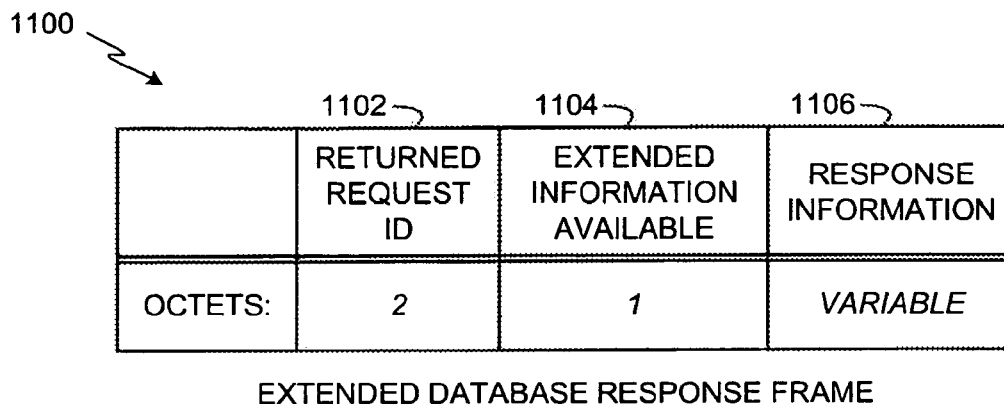 1100
1102
1104
1106
RETURNED
REQUEST
ID
EXTENDED
INFORMATION
AVAILABLE
RESPONSE
INFORMATION
OCTETS:
2
1
VARIABLE
EXTENDED DATABASE RESPONSE FRAME